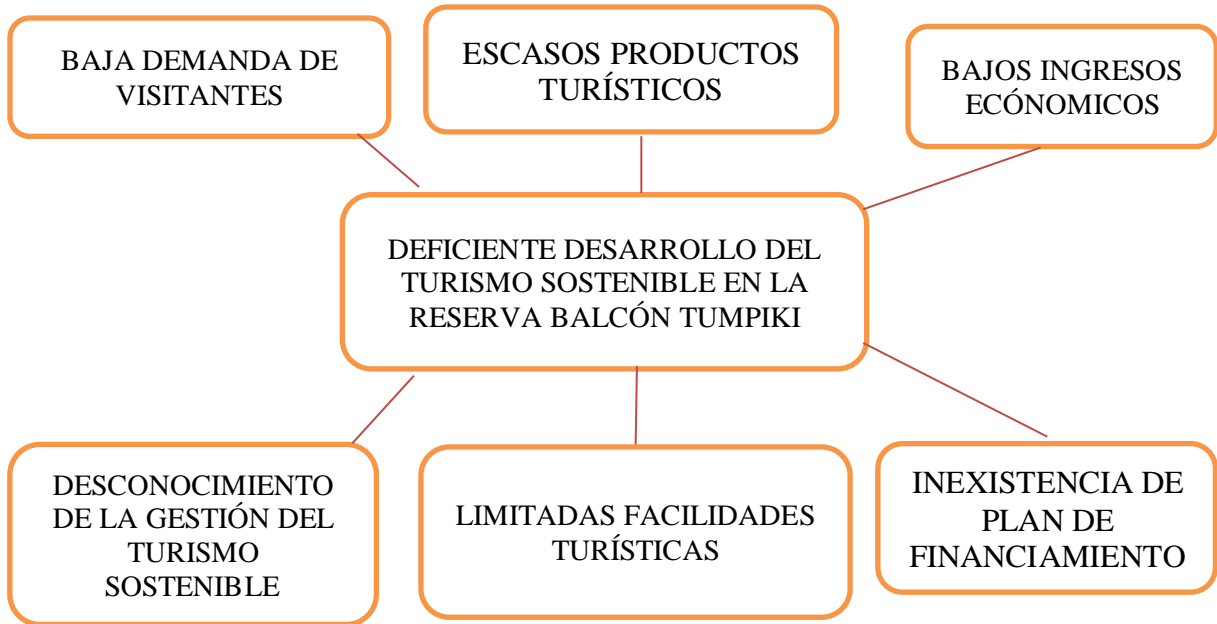 BAJA DEMANDA DE
VISITANTES
ESCASOS PRODUCTOS
TURÍSTICOS
BAJOS INGRESOS
ECÓNOMICOS
DEFICIENTE DESARROLLO DEL
TURISMO SOSTENIBLE EN LA
RESERVA BALCÓN TUMPIKI
DESCONOCIMIENTO
DE LA GESTIÓN DEL
TURISMO
SOSTENIBLE
LIMITADAS FACILIDADES
TURÍSTICAS
INEXISTENCIA DE
PLAN DE
FINANCIAMIENTO